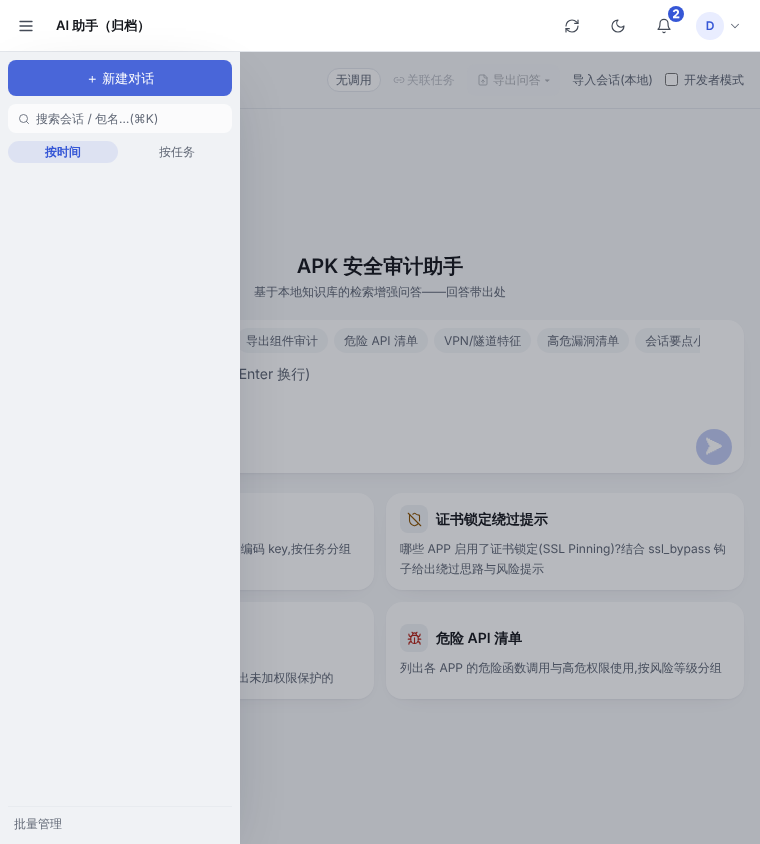 AI 助手（归档）
2
D
+ 新建对话
无调用
关联任务
导出问答
导入会话(本地)
开发者模式
搜索会话 / 包名...(⌘K)
按时间
按任务
APK 安全审计助手
基于本地知识库的检索增强问答——回答带出处
导出组件审计
危险 API 清单
VPN/隧道特征
高危漏洞清单
会话要点
Enter 换行)
编码 key,按任务分组
证书锁定绕过提示
哪些 APP 启用了证书锁定(SSL Pinning)?结合 ssl_bypass 钩
子给出绕过思路与风险提示
出未加权限保护的
危险 API 清单
列出各 APP 的危险函数调用与高危权限使用,按风险等级分组
批量管理